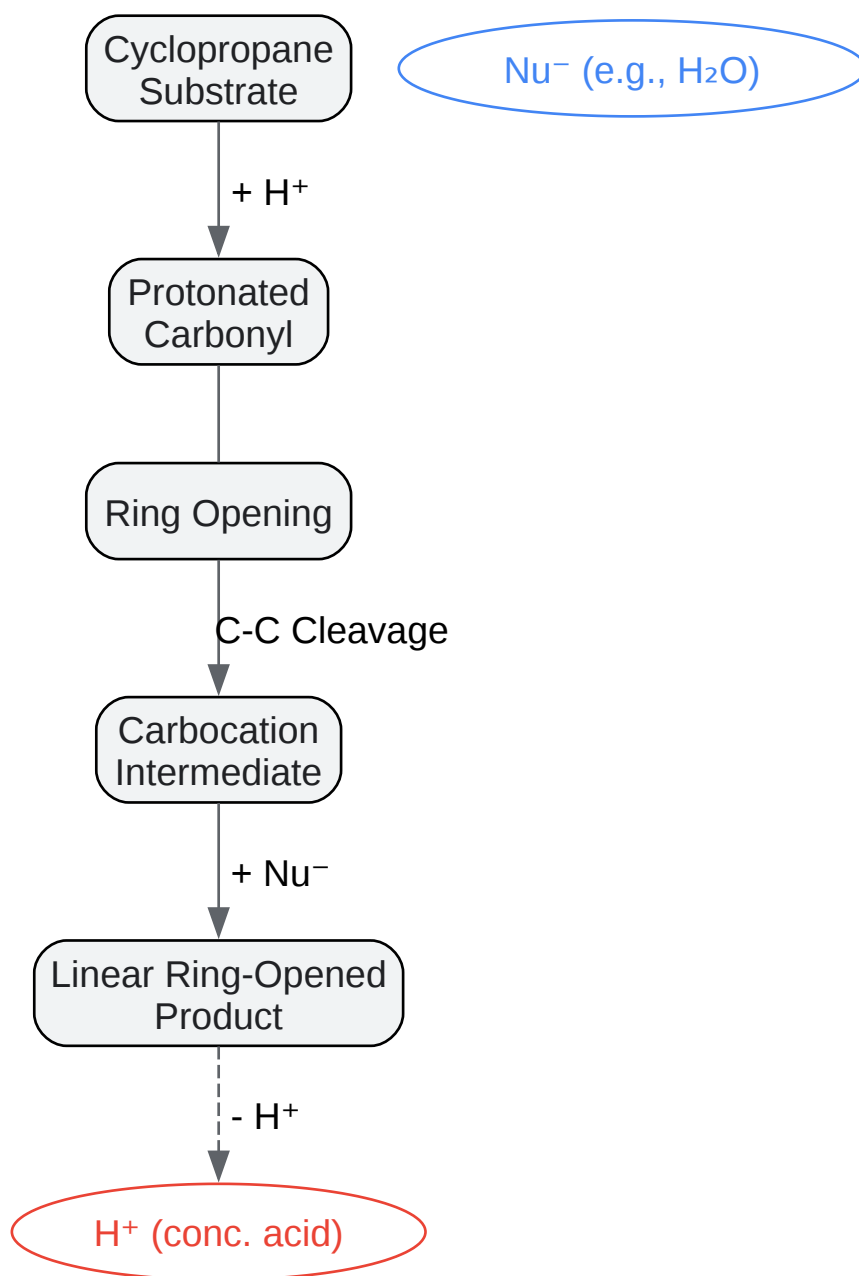 Cyclopropane
Substrate
Nu⁻ (e.g., H₂O)
+ H⁺
Protonated
Carbonyl
Ring Opening
C-C Cleavage
Carbocation
Intermediate
+ Nu⁻
Linear Ring-Opened
Product
- H⁺
H⁺ (conc. acid)